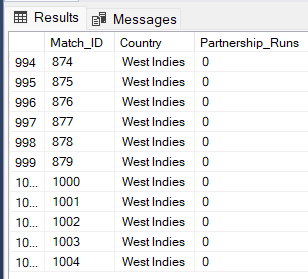 Results Messages
Match_ID Country Partnership_Runs
994 874 West Indies 0
995 875 West Indies 0
996 876 West Indies 0
997 877 West Indies 0
998 878 West Indies 0
999 879 West Indies 0
10... 1000 West Indies 0
10... 1001 West Indies 0
10... 1002 West Indies 0
10... 1003 West Indies 0
10... 1004 West Indies 0